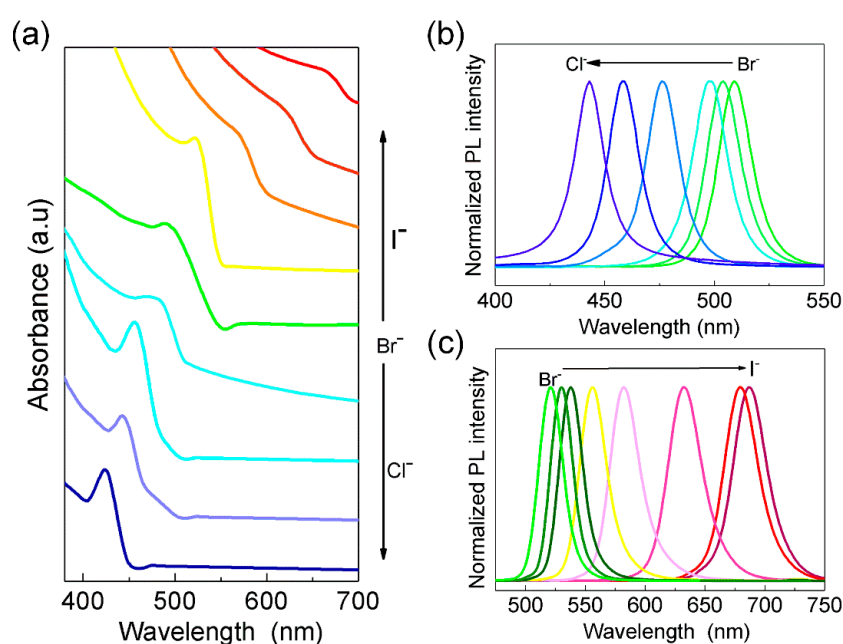 (a)
Absorbance (a.u)
400
500
600
700
Wavelength (nm)
I⁻
Br⁻
Cl⁻
(b)
Cl⁻
Br⁻
Normalized PL intensity
400
450
500
550
Wavelength (nm)
(c)
Br⁻
I⁻
Normalized PL intensity
500
550
600
650
700
750
Wavelength (nm)